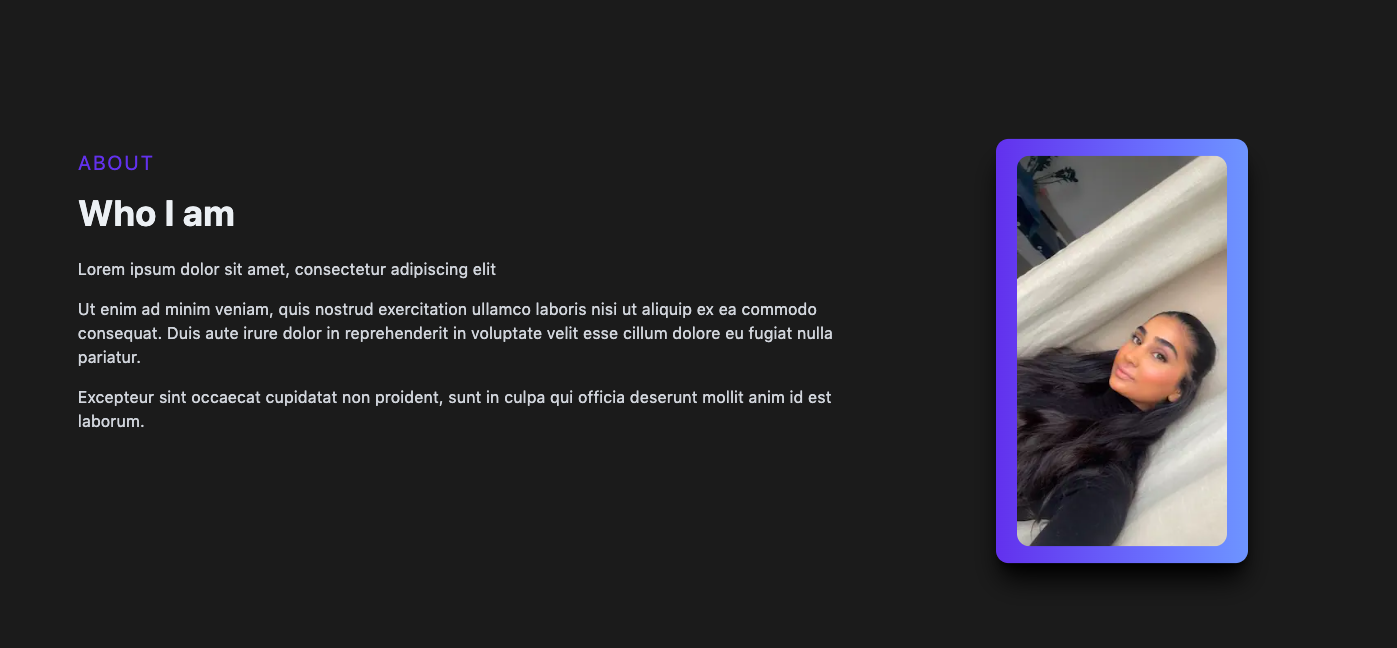 ABOUT
Who I am
Lorem ipsum dolor sit amet, consectetur adipiscing elit
Ut enim ad minim veniam, quis nostrud exercitation ullamco laboris nisi ut aliquip ex ea commodo
consequat. Duis aute irure dolor in reprehenderit in voluptate velit esse cillum dolore eu fugiat nulla
pariatur.
Excepteur sint occaecat cupidatat non proident, sunt in culpa qui officia deserunt mollit anim id est
laborum.